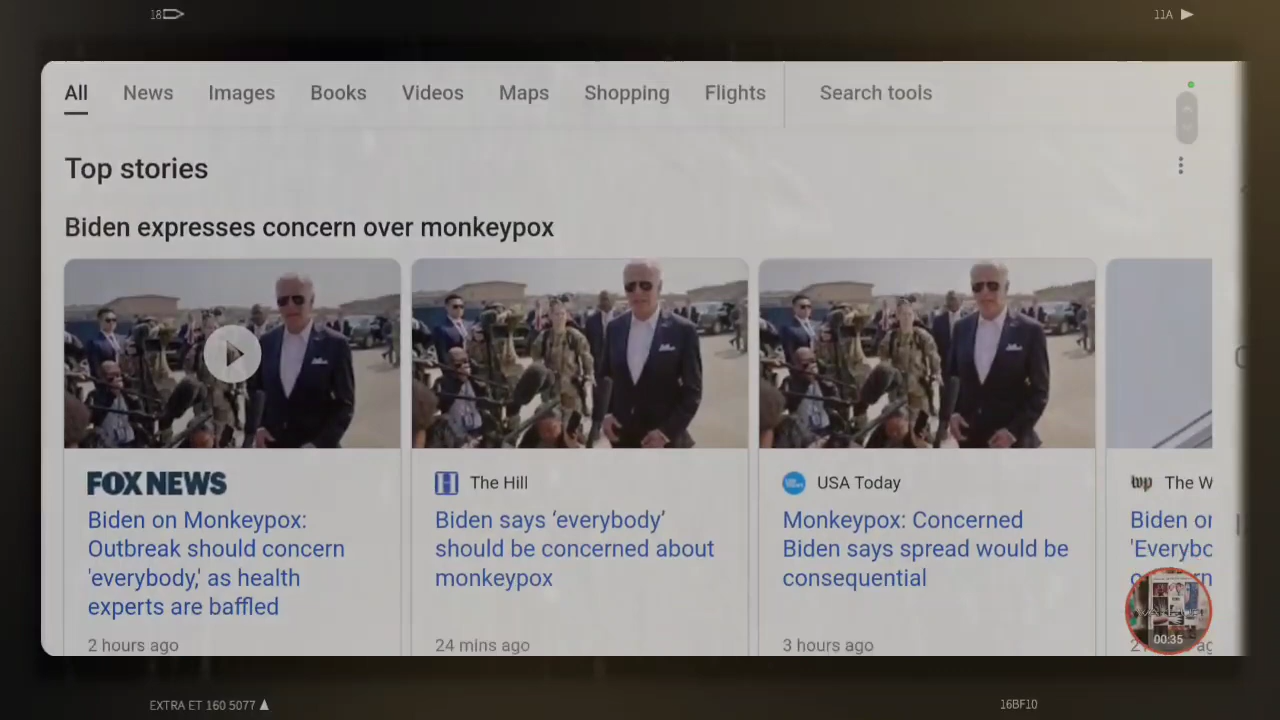 18
11A
All News Images Books Videos Maps Shopping Flights Search tools
Top stories
Biden expresses concern over monkeypox
FOX NEWS
Biden on Monkeypox:
Outbreak should concern
'everybody,' as health
experts are baffled
2 hours ago
The Hill
Biden says ‘everybody’
should be concerned about
monkeypox
24 mins ago
USA Today
Monkeypox: Concerned
Biden says spread would be
consequential
3 hours ago
wp The W
Biden or
'Everybc
00:35
EXTRA ET 160 5077
16BF10